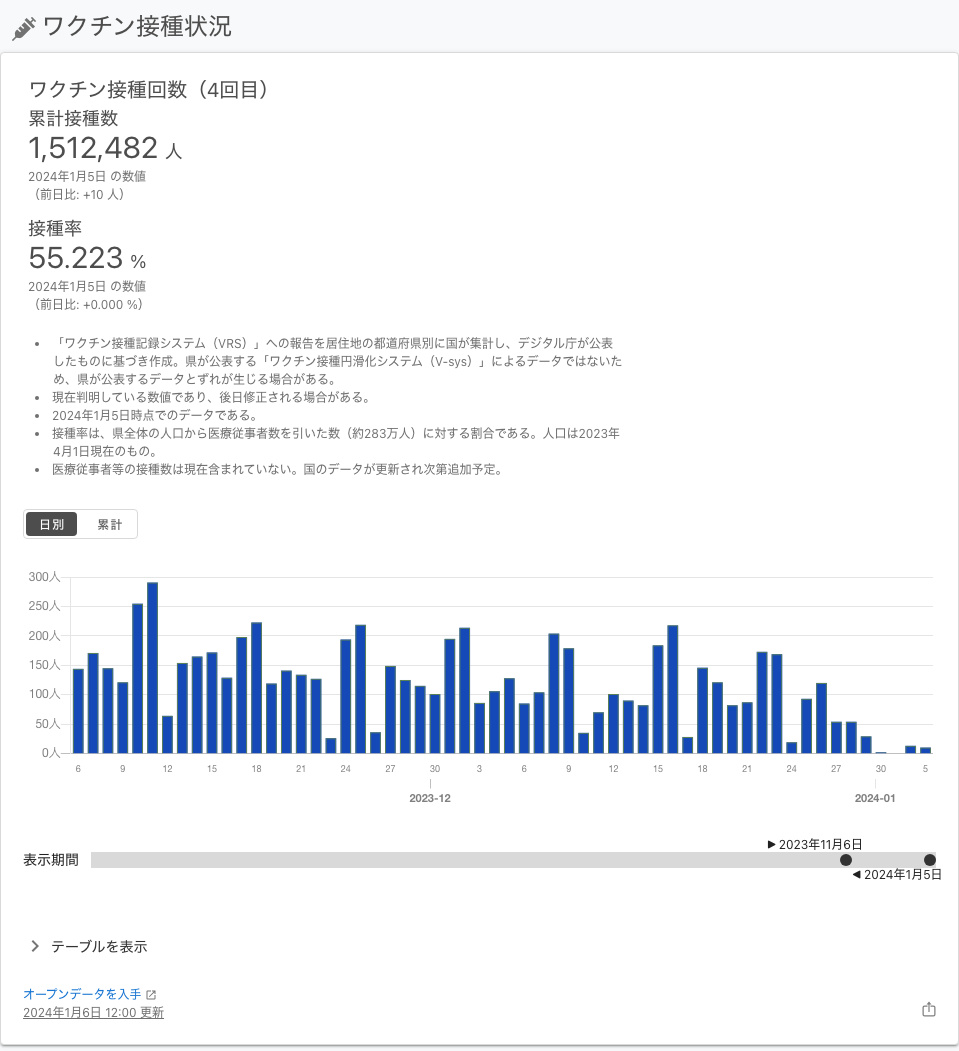 ワクチン接種状況
ワクチン接種回数（4回目）
累計接種数
1,512,482 人
2024年1月5日 の数値
（前日比: +10 人）
接種率
55.223 %
2024年1月5日 の数値
（前日比: +0.000 %）
• 「ワクチン接種記録システム（VRS）」への報告を居住地の都道府県別に国が集計し、デジタル庁が公表
したものに基づき作成。県が公表する「ワクチン接種円滑化システム（V-sys）」によるデータではないた
め、県が公表するデータとずれが生じる場合がある。
• 現在判明している数値であり、後日修正される場合がある。
• 2024年1月5日時点でのデータである。
• 接種率は、県全体の人口から医療従事者数を引いた数（約283万人）に対する割合である。人口は2023年
4月1日現在のもの。
• 医療従事者等の接種数は現在含まれていない。国のデータが更新され次第追加予定。
日別 累計
300人
250人
200人
150人
100人
50人
0人
6 9 12 15 18 21 24 27 30 3 6 9 12 15 18 21 24 27 30 5
2023-12 2024-01
▶ 2023年11月6日
表示期間
◀ 2024年1月5日
テーブルを表示
オープンデータを入手
2024年1月6日 12:00 更新